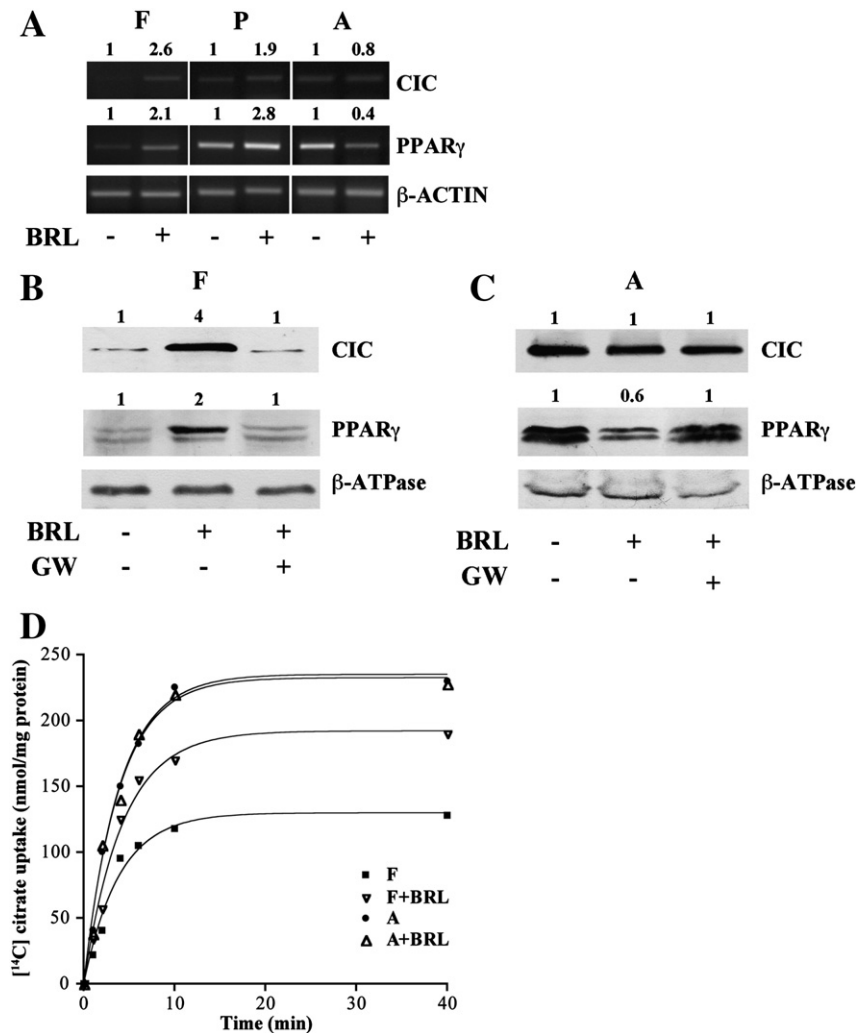 A
F P A
1 2.6 1 1.9 1 0.8
CIC
1 2.1 1 2.8 1 0.4
PPARγ
β-ACTIN
BRL - + - + - +
B
F
1 4 1
CIC
1 2 1
PPARγ
β-ATPase
BRL - + +
GW - - +
C
A
1 1 1
CIC
1 0.6 1
PPARγ
β-ATPase
BRL - + +
GW - - +
D
[¹⁴C] citrate uptake (nmol/mg protein)
250
200
150
100
50
0
F
F+BRL
A
A+BRL
0 10 20 30 40
Time (min)